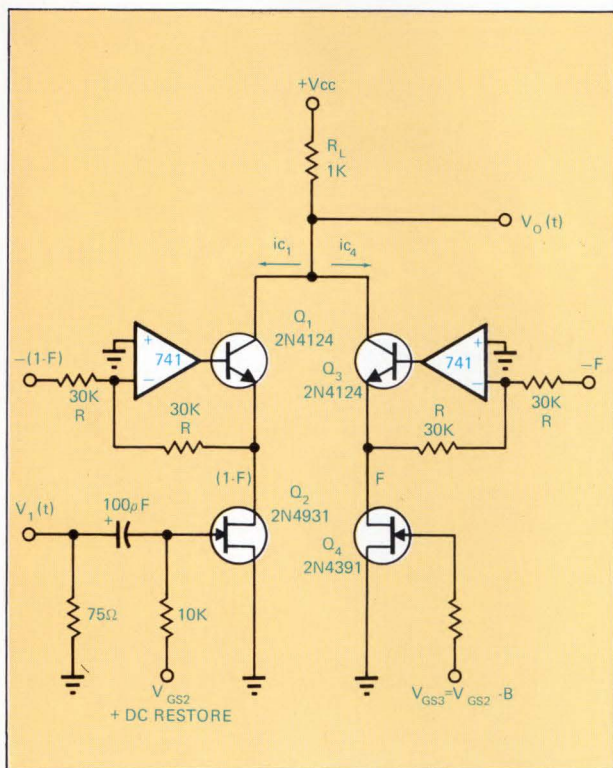 +Vcc
R_L
1K
V_O(t)
ic_1 ic_4
Q_1
2N4124
Q_3
2N4124
741
741
+
−
+
−
−(1-F)
30K
R
30K
R
R
30K
30K
R
−F
(1-F)
F
V_1(t)
100μF
+
Q_2
2N4931
Q_4
2N4391
75Ω
10K
V_GS2
+ DC RESTORE
V_GS3=V_GS2 -B